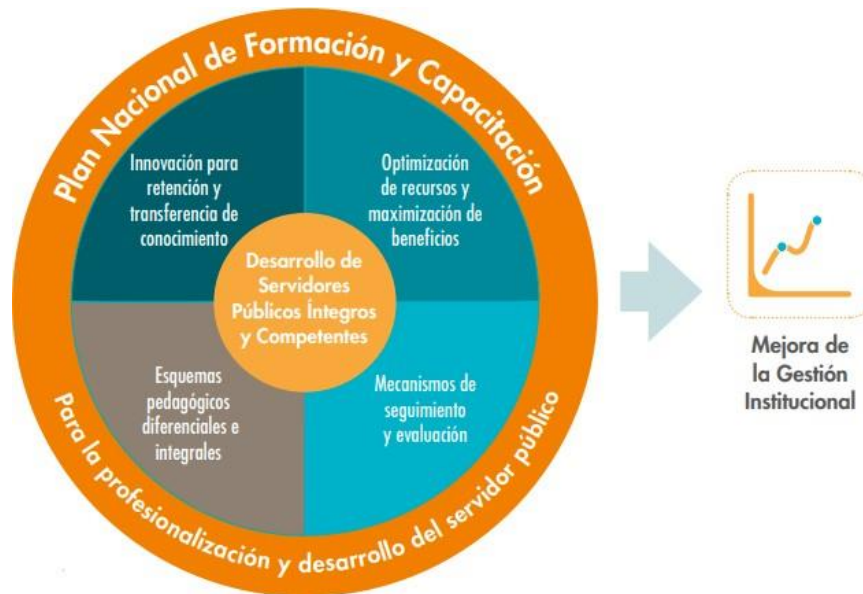 Plan Nacional de Formación y Capacitación
Innovación para
retención y
transferencia de
conocimiento
Optimización
de recursos y
maximización de
beneficios
Desarrollo de
Servidores
Públicos Íntegros
y Competentes
Esquemas
pedagógicos
diferenciales e
integrales
Mecanismos de
seguimiento
y evaluación
Para la profesionalización y desarrollo del servidor público
Mejora de
la Gestión
Institucional